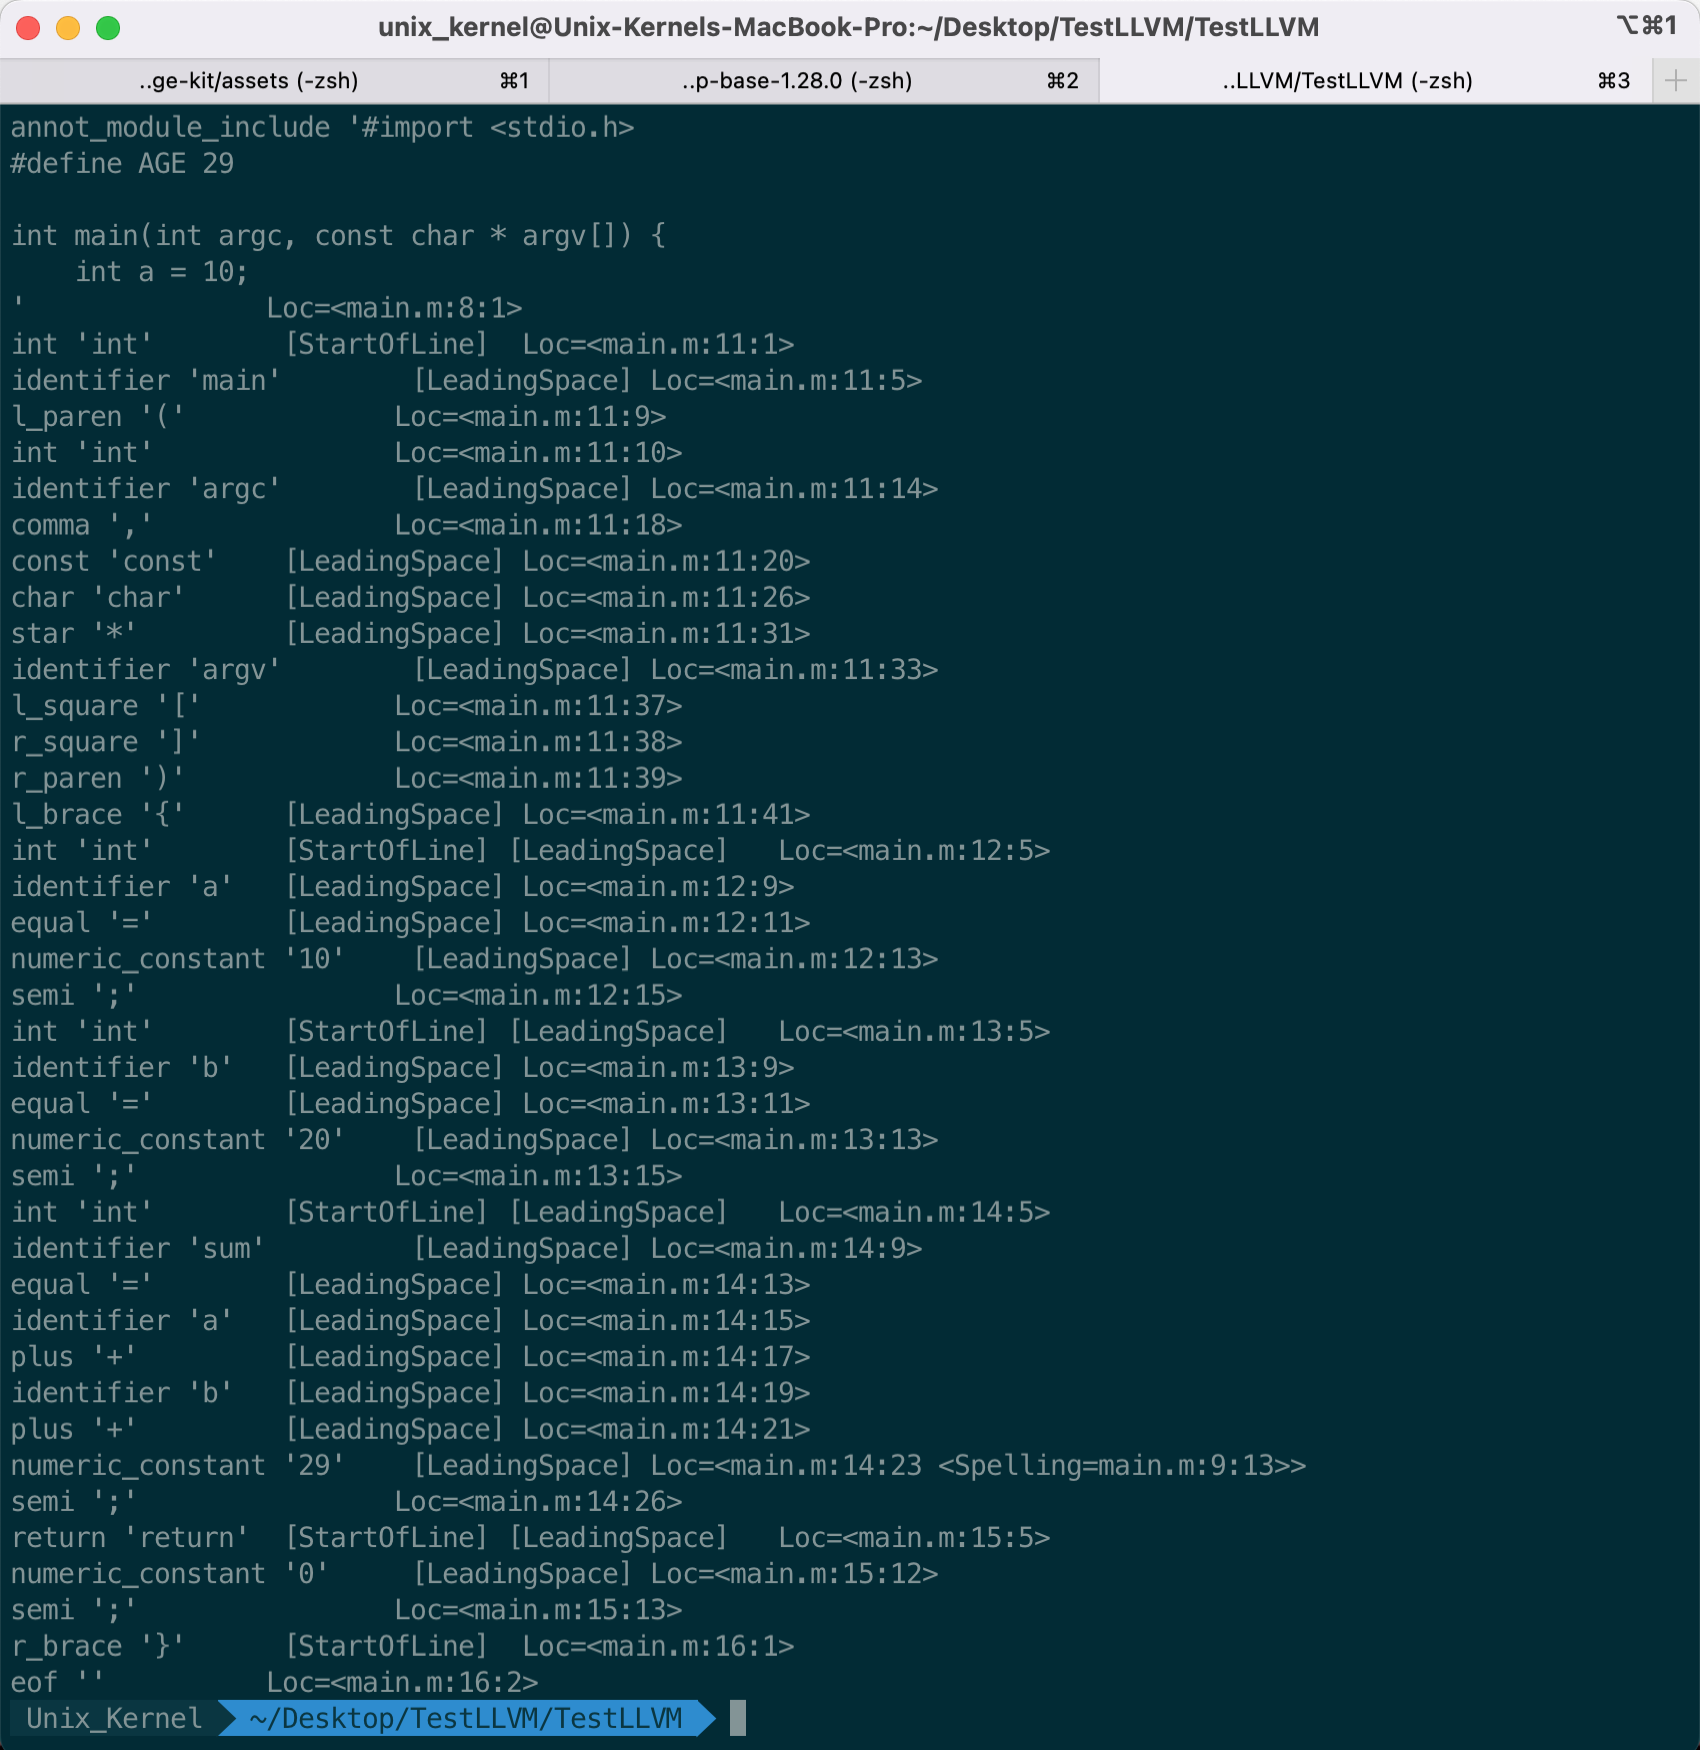 unix_kernel@Unix-Kernels-MacBook-Pro:~/Desktop/TestLLVM/TestLLVM ⌥⌘1
..ge-kit/assets (-zsh) ⌘1 ..p-base-1.28.0 (-zsh) ⌘2 ..LLVM/TestLLVM (-zsh) ⌘3 +
annot_module_include '#import <stdio.h>
#define AGE 29
int main(int argc, const char * argv[]) {
    int a = 10;
'		Loc=<main.m:8:1>
int 'int'	 [StartOfLine]	Loc=<main.m:11:1>
identifier 'main'	 [LeadingSpace]	Loc=<main.m:11:5>
l_paren '('		Loc=<main.m:11:9>
int 'int'		Loc=<main.m:11:10>
identifier 'argc'	 [LeadingSpace]	Loc=<main.m:11:14>
comma ','		Loc=<main.m:11:18>
const 'const'	 [LeadingSpace]	Loc=<main.m:11:20>
char 'char'	 [LeadingSpace]	Loc=<main.m:11:26>
star '*'	 [LeadingSpace]	Loc=<main.m:11:31>
identifier 'argv'	 [LeadingSpace]	Loc=<main.m:11:33>
l_square '['		Loc=<main.m:11:37>
r_square ']'		Loc=<main.m:11:38>
r_paren ')'		Loc=<main.m:11:39>
l_brace '{'	 [LeadingSpace]	Loc=<main.m:11:41>
int 'int'	 [StartOfLine] [LeadingSpace]	Loc=<main.m:12:5>
identifier 'a'	 [LeadingSpace]	Loc=<main.m:12:9>
equal '='	 [LeadingSpace]	Loc=<main.m:12:11>
numeric_constant '10'	 [LeadingSpace]	Loc=<main.m:12:13>
semi ';'		Loc=<main.m:12:15>
int 'int'	 [StartOfLine] [LeadingSpace]	Loc=<main.m:13:5>
identifier 'b'	 [LeadingSpace]	Loc=<main.m:13:9>
equal '='	 [LeadingSpace]	Loc=<main.m:13:11>
numeric_constant '20'	 [LeadingSpace]	Loc=<main.m:13:13>
semi ';'		Loc=<main.m:13:15>
int 'int'	 [StartOfLine] [LeadingSpace]	Loc=<main.m:14:5>
identifier 'sum'	 [LeadingSpace]	Loc=<main.m:14:9>
equal '='	 [LeadingSpace]	Loc=<main.m:14:13>
identifier 'a'	 [LeadingSpace]	Loc=<main.m:14:15>
plus '+'	 [LeadingSpace]	Loc=<main.m:14:17>
identifier 'b'	 [LeadingSpace]	Loc=<main.m:14:19>
plus '+'	 [LeadingSpace]	Loc=<main.m:14:21>
numeric_constant '29'	 [LeadingSpace]	Loc=<main.m:14:23 <Spelling=main.m:9:13>>
semi ';'		Loc=<main.m:14:26>
return 'return'	 [StartOfLine] [LeadingSpace]	Loc=<main.m:15:5>
numeric_constant '0'	 [LeadingSpace]	Loc=<main.m:15:12>
semi ';'		Loc=<main.m:15:13>
r_brace '}'	 [StartOfLine]	Loc=<main.m:16:1>
eof ''		Loc=<main.m:16:2>
Unix_Kernel ~/Desktop/TestLLVM/TestLLVM